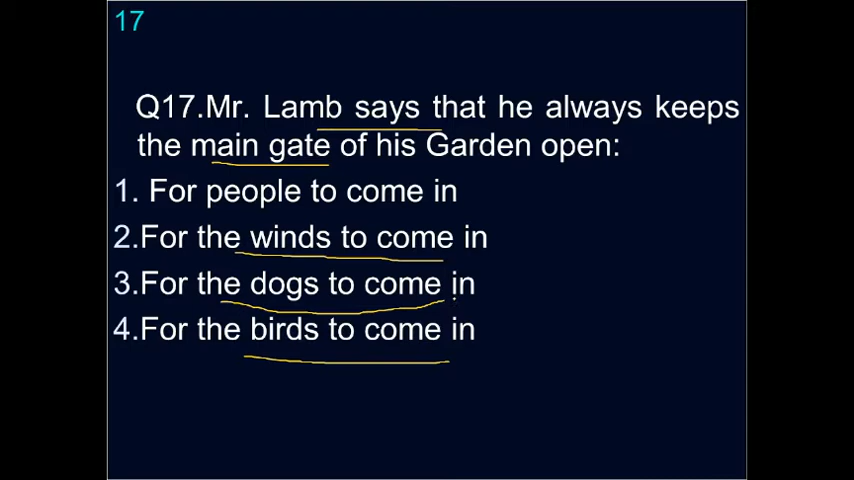 17
Q17.Mr. Lamb says that he always keeps
the main gate of his Garden open:
1. For people to come in
2.For the winds to come in
3.For the dogs to come in
4.For the birds to come in